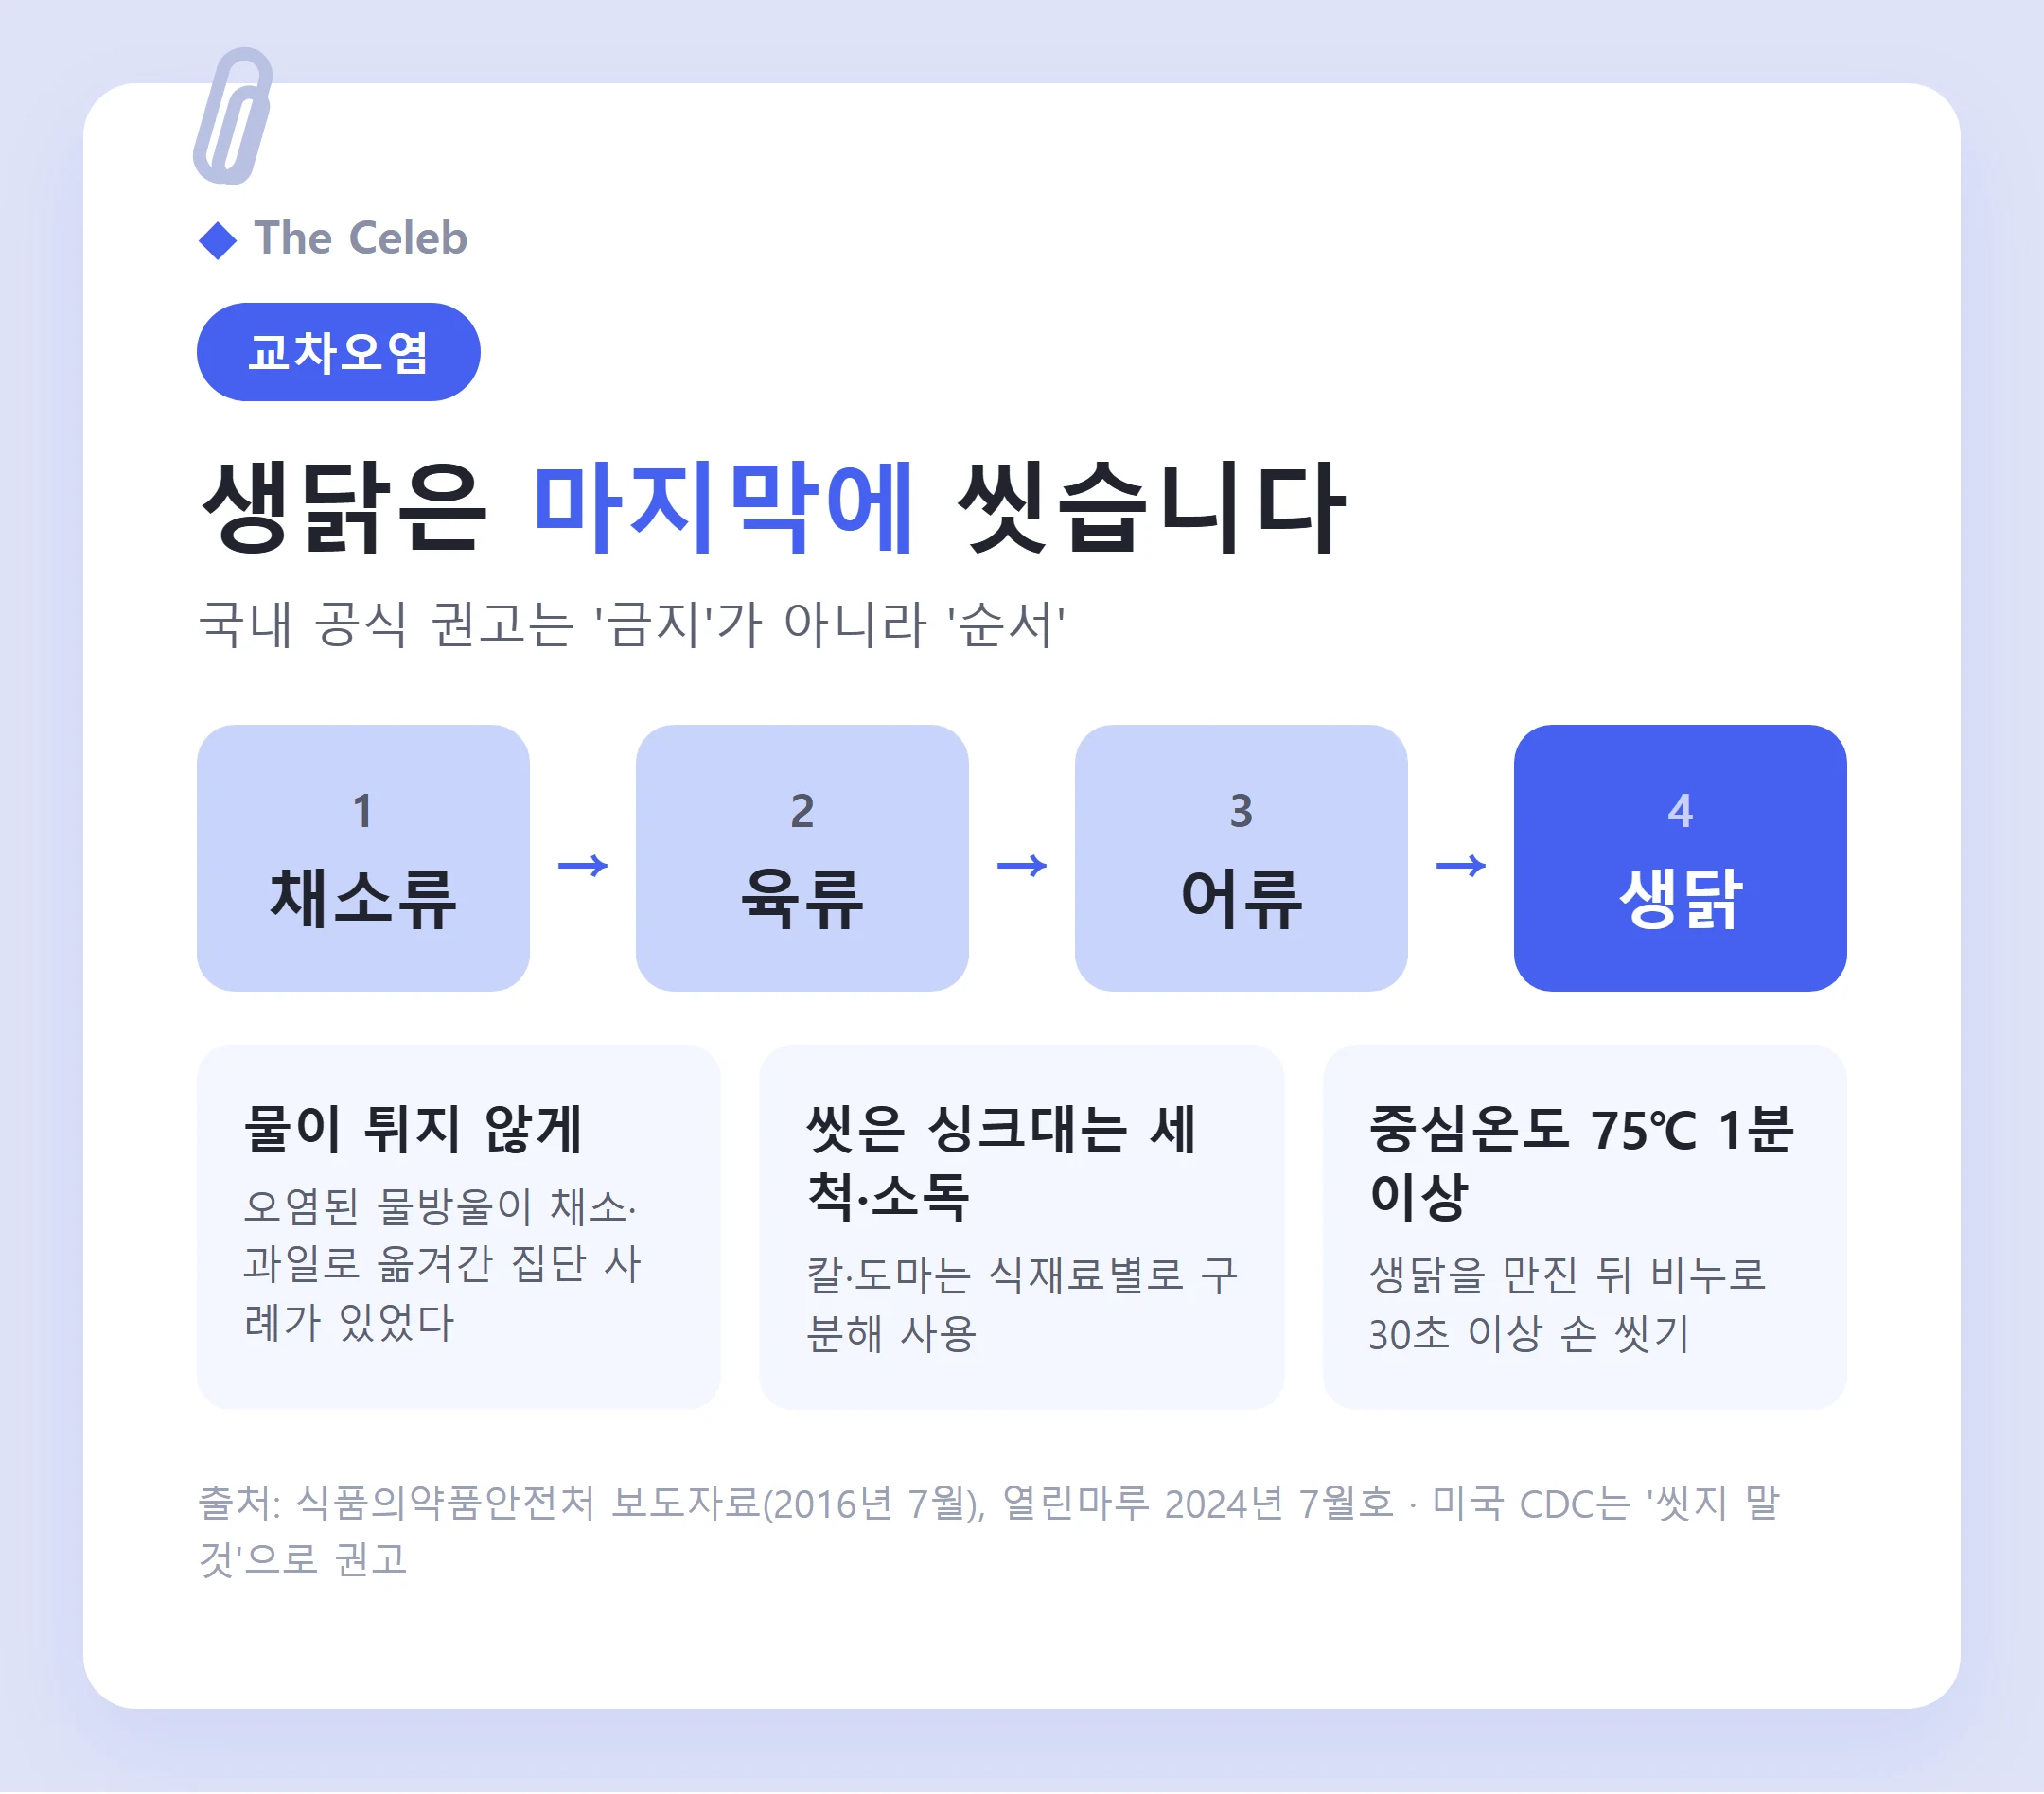 The Celeb
교차오염
생닭은 마지막에 씻습니다
국내 공식 권고는 '금지'가 아니라 '순서'
1
채소류
→
2
육류
→
3
어류
→
4
생닭
물이 튀지 않게
오염된 물방울이 채소·
과일로 옮겨간 집단 사
례가 있었다
씻은 싱크대는 세
척·소독
칼·도마는 식재료별로 구
분해 사용
중심온도 75℃ 1분
이상
생닭을 만진 뒤 비누로
30초 이상 손 씻기
출처: 식품의약품안전처 보도자료(2016년 7월), 열린마루 2024년 7월호 · 미국 CDC는 '씻지 말
것'으로 권고